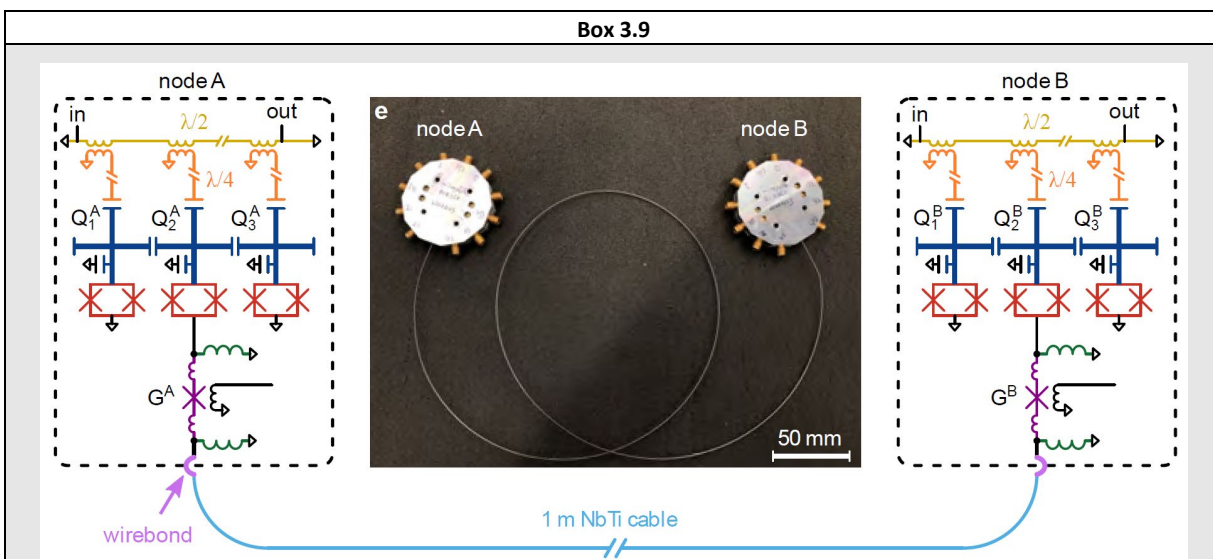 Box 3.9
node A
in
out
λ/2
λ/4
Q₁ᴬ
Q₂ᴬ
Q₃ᴬ
Gᴬ
wirebond
e
node A
node B
50 mm
1 m NbTi cable
node B
in
out
λ/2
λ/4
Q₁ᴮ
Q₂ᴮ
Q₃ᴮ
Gᴮ